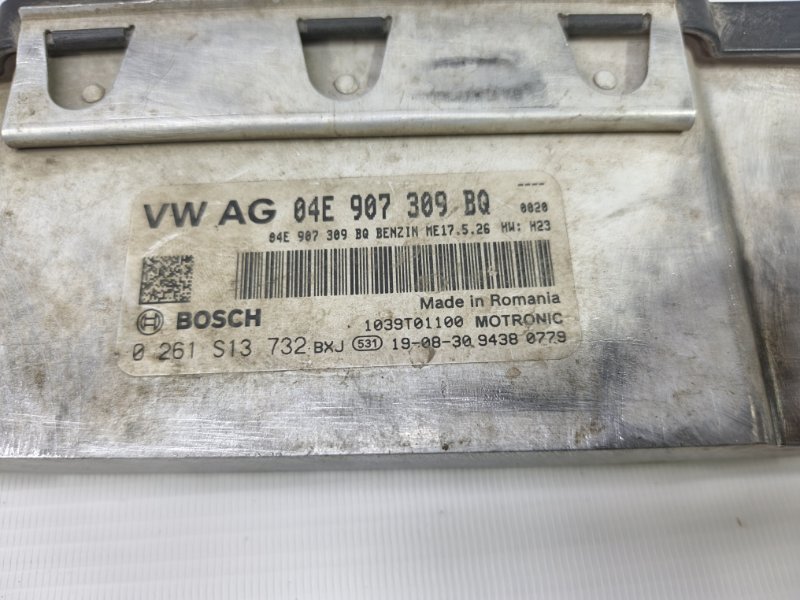 VW AG 04E 907 309 BQ ---- 0020
04E 907 309 BQ BENZIN ME17.5.26 HW: H23
Made in Romania
BOSCH 1039T01100 MOTRONIC
0 261 S13 732 BXJ 531 19-08-30 9438 0779